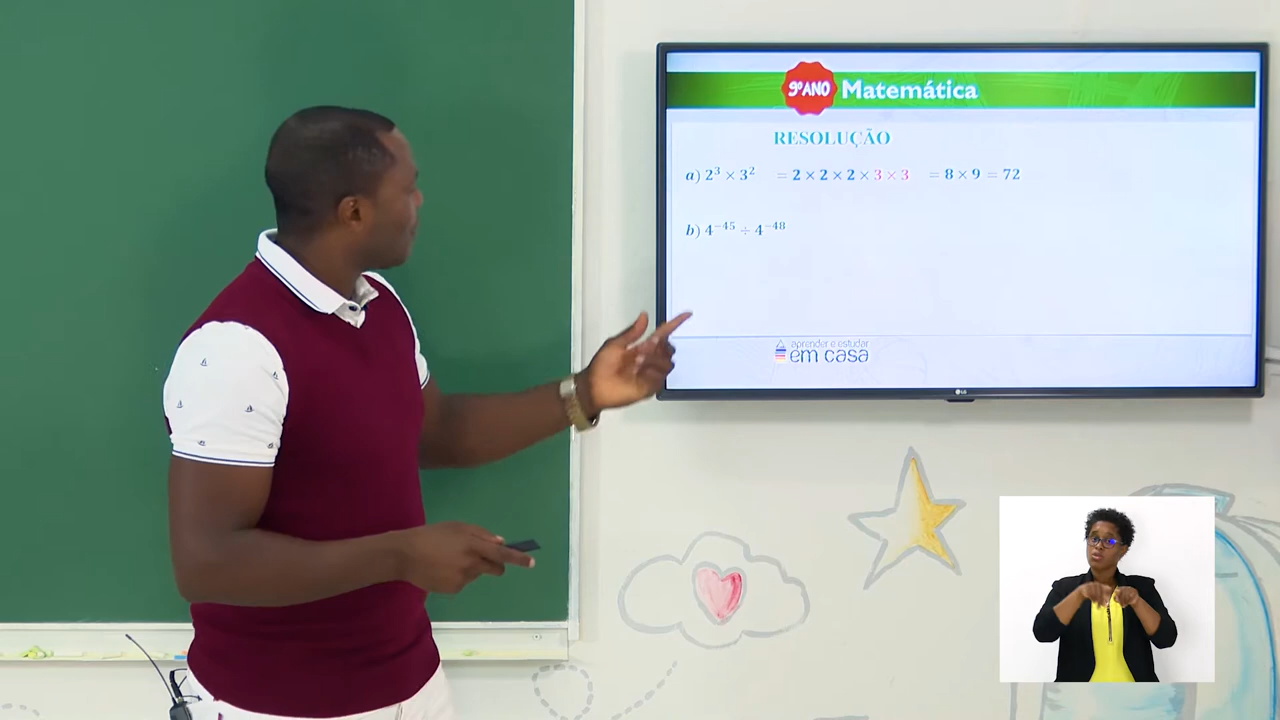 9º ANO Matemática
RESOLUÇÃO
a) 2³ × 3² = 2 × 2 × 2 × 3 × 3 = 8 × 9 = 72
b) 4⁻⁴⁵ ÷ 4⁻⁴⁸
aprender e estudar
em casa
LG